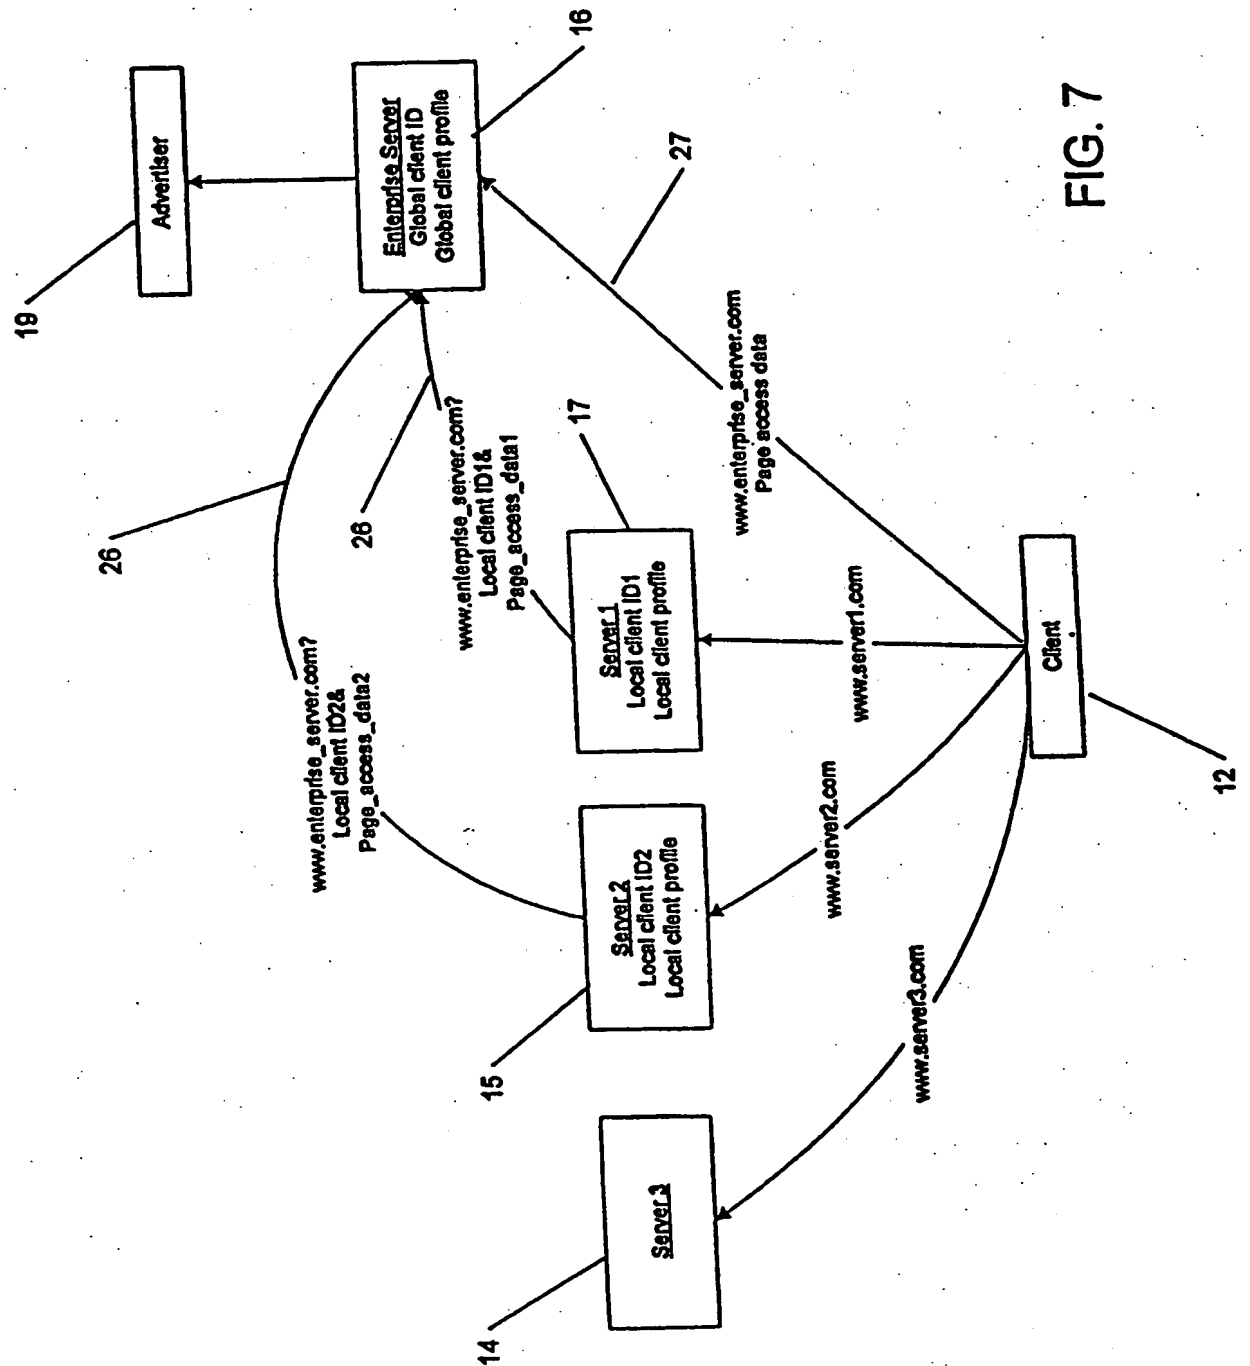 19
26
Advertiser
www.enterprise_server.com?
Local client ID2&
Page_access_data2
28
Enterprise Server
Global client ID
Global client profile
16
www.enterprise_server.com?
Local client ID1&
Page_access_data1
14
15
17
Server 3
Server 2
Local client ID2
Local client profile
Server 1
Local client ID1
Local client profile
27
www.enterprise_server.com
Page access data
www.server3.com
www.server2.com
www.server1.com
Client
12
FIG. 7